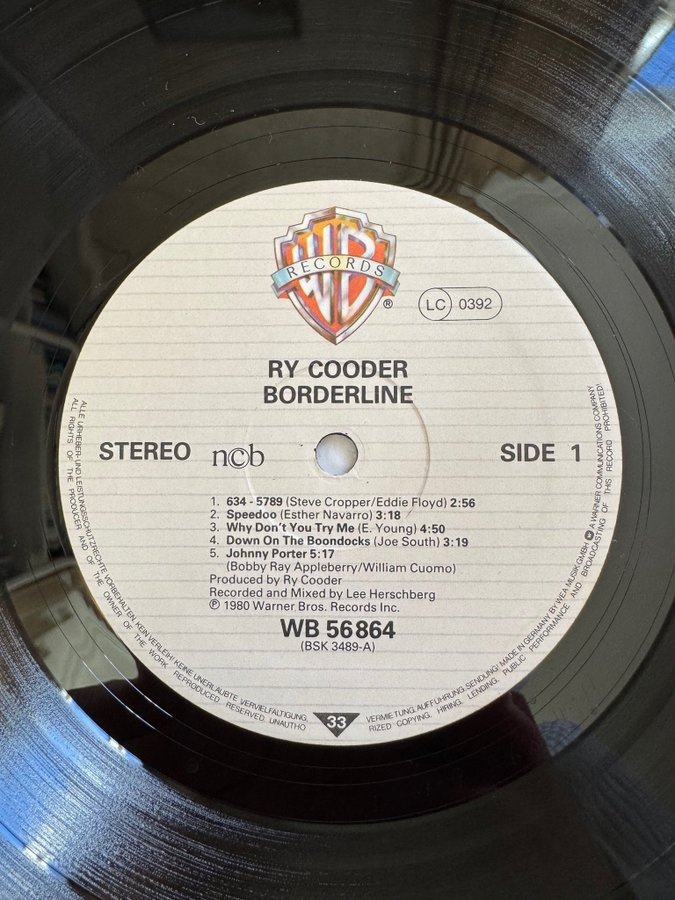 WB
RECORDS
®
LC 0392
RY COODER
BORDERLINE
STEREO
ncb
SIDE 1
1. 634 - 5789 (Steve Cropper/Eddie Floyd) 2:56
2. Speedoo (Esther Navarro) 3:18
3. Why Don't You Try Me (E. Young) 4:50
4. Down On The Boondocks (Joe South) 3:19
5. Johnny Porter 5:17
(Bobby Ray Appleberry/William Cuomo)
Produced by Ry Cooder
Recorded and Mixed by Lee Herschberg
℗ 1980 Warner Bros. Records Inc.
WB 56 864
(BSK 3489-A)
33
ALLE URHEBER- UND LEISTUNGSSCHUTZRECHTE VORBEHALTEN. KEIN VERLEIH! KEINE UNERLAUBTE VERVIELFÄLTIGUNG, VERMIETUNG, AUFFÜHRUNG, SENDUNG! MADE IN GERMANY BY WEA MUSIK GMBH A WARNER COMMUNICATIONS COMPANY
ALL RIGHTS OF THE PRODUCER AND OF THE OWNER OF THE WORK REPRODUCED RESERVED. UNAUTHORIZED COPYING, HIRING, LENDING, PUBLIC PERFORMANCE AND BROADCASTING OF THIS RECORD PROHIBITED!